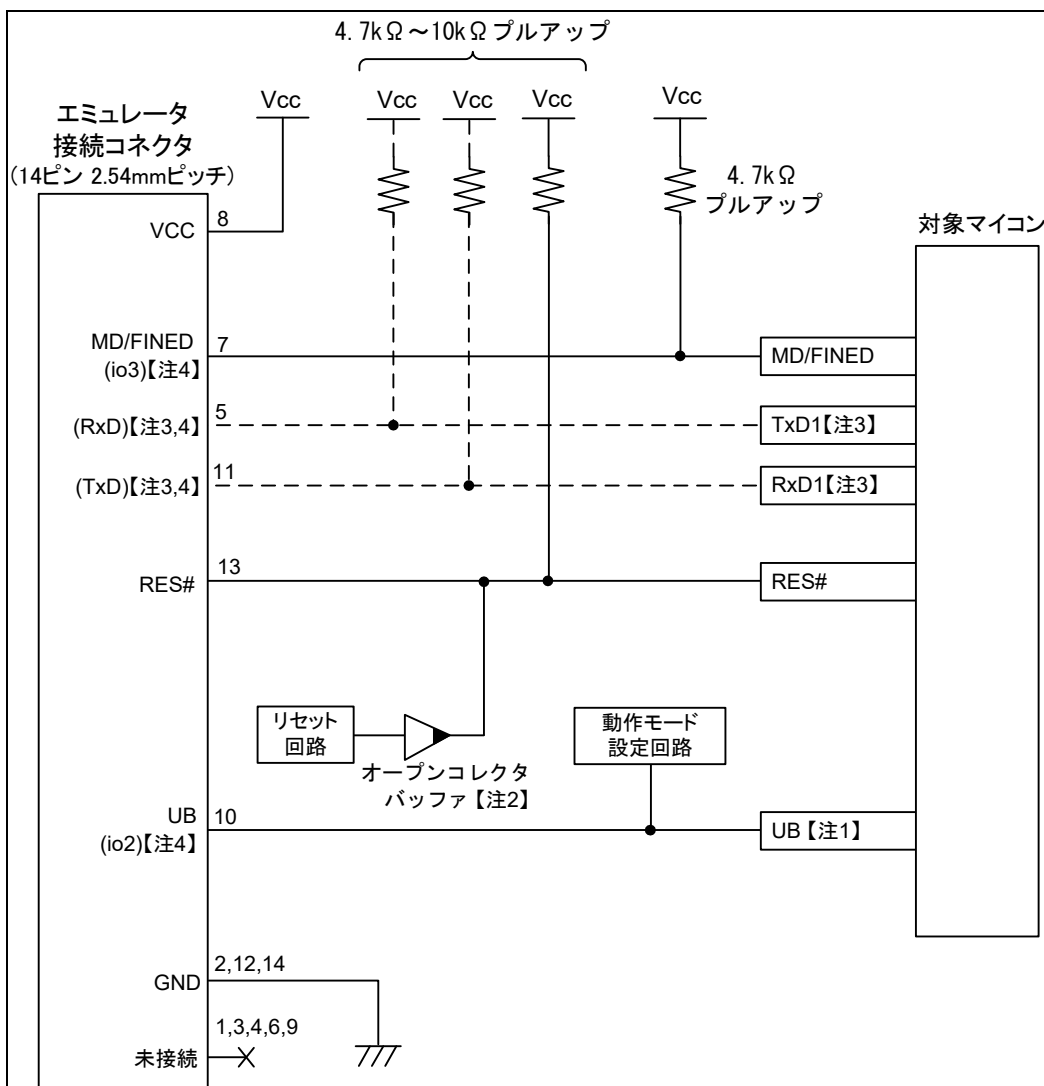 4.7kΩ～10kΩ プルアップ
Vcc
Vcc
Vcc
Vcc
Vcc
エミュレータ
接続コネクタ
(14ピン 2.54mmピッチ)
4.7kΩ
プルアップ
対象マイコン
VCC
8
MD/FINED
(io3)【注4】
7
MD/FINED
(RxD)【注3,4】
5
TxD1【注3】
(TxD)【注3,4】
11
RxD1【注3】
RES#
13
RES#
リセット
回路
オープンコレクタ
バッファ【注2】
動作モード
設定回路
UB
(io2)【注4】
10
UB【注1】
GND
2,12,14
未接続
1,3,4,6,9